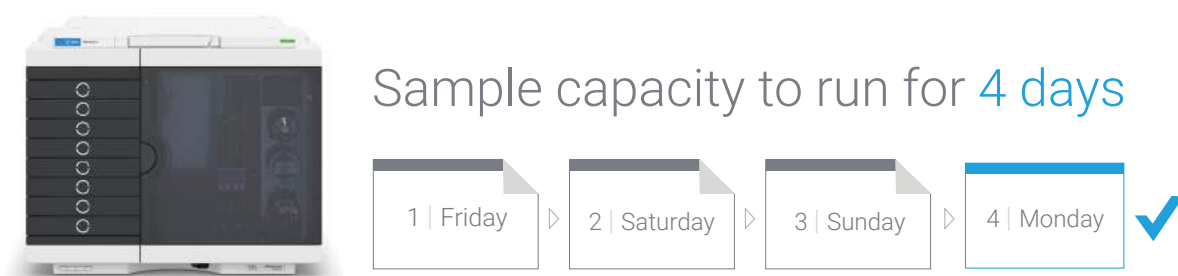 Sample capacity to run for 4 days
1 | Friday
2 | Saturday
3 | Sunday
4 | Monday